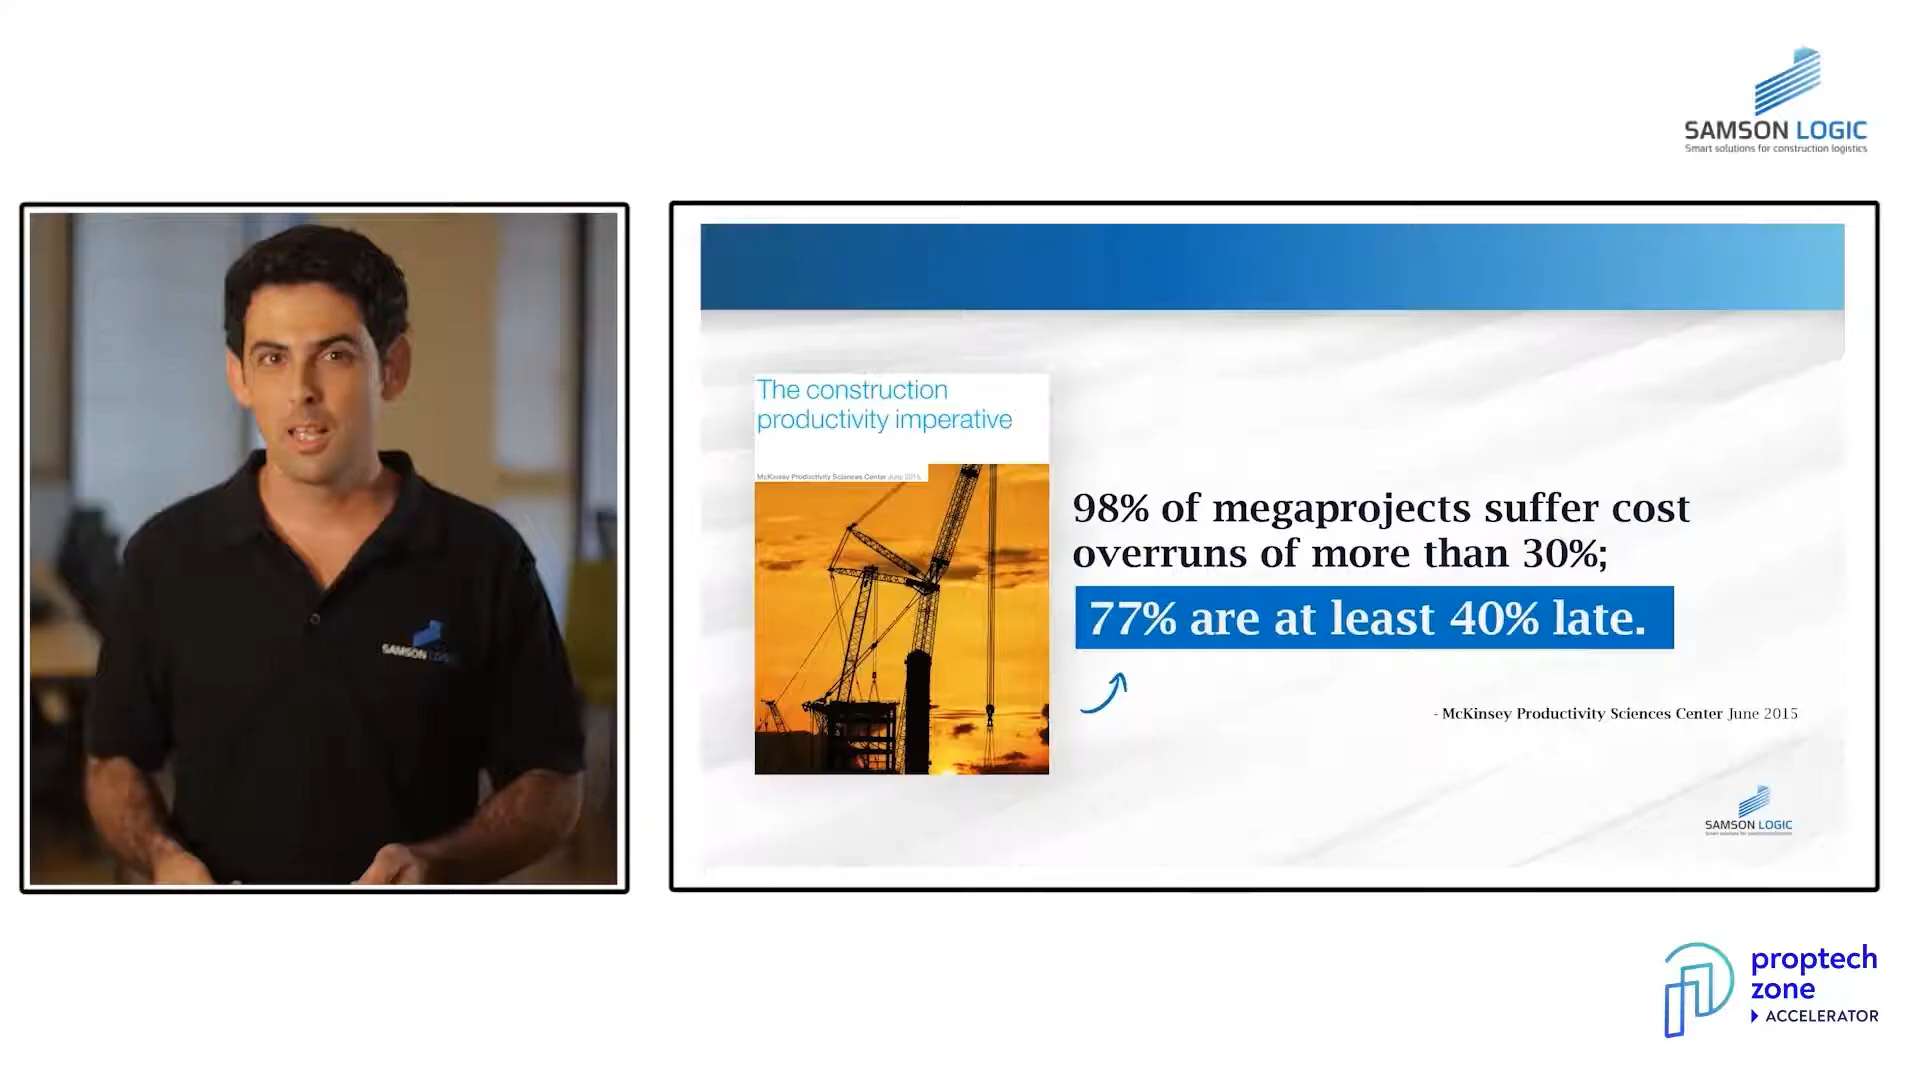 SAMSON LOGIC
Smart solutions for construction logistics
SAMSON LOGIC
The construction
productivity imperative
McKinsey Productivity Sciences Center June 2015
98% of megaprojects suffer cost
overruns of more than 30%;
77% are at least 40% late.
- McKinsey Productivity Sciences Center June 2015
SAMSON LOGIC
proptech
zone
ACCELERATOR